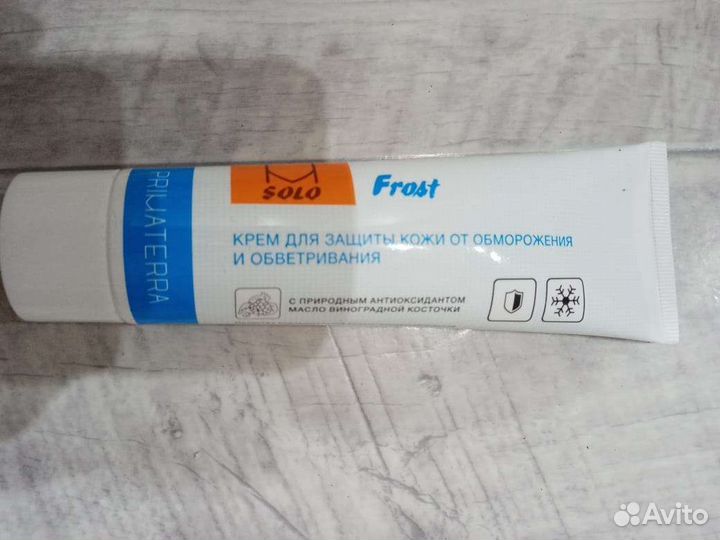 PRIMATERRA
M
SOLO
Frost
КРЕМ ДЛЯ ЗАЩИТЫ КОЖИ ОТ ОБМОРОЖЕНИЯ
И ОБВЕТРИВАНИЯ
С ПРИРОДНЫМ АНТИОКСИДАНТОМ
МАСЛО ВИНОГРАДНОЙ КОСТОЧКИ
Avito